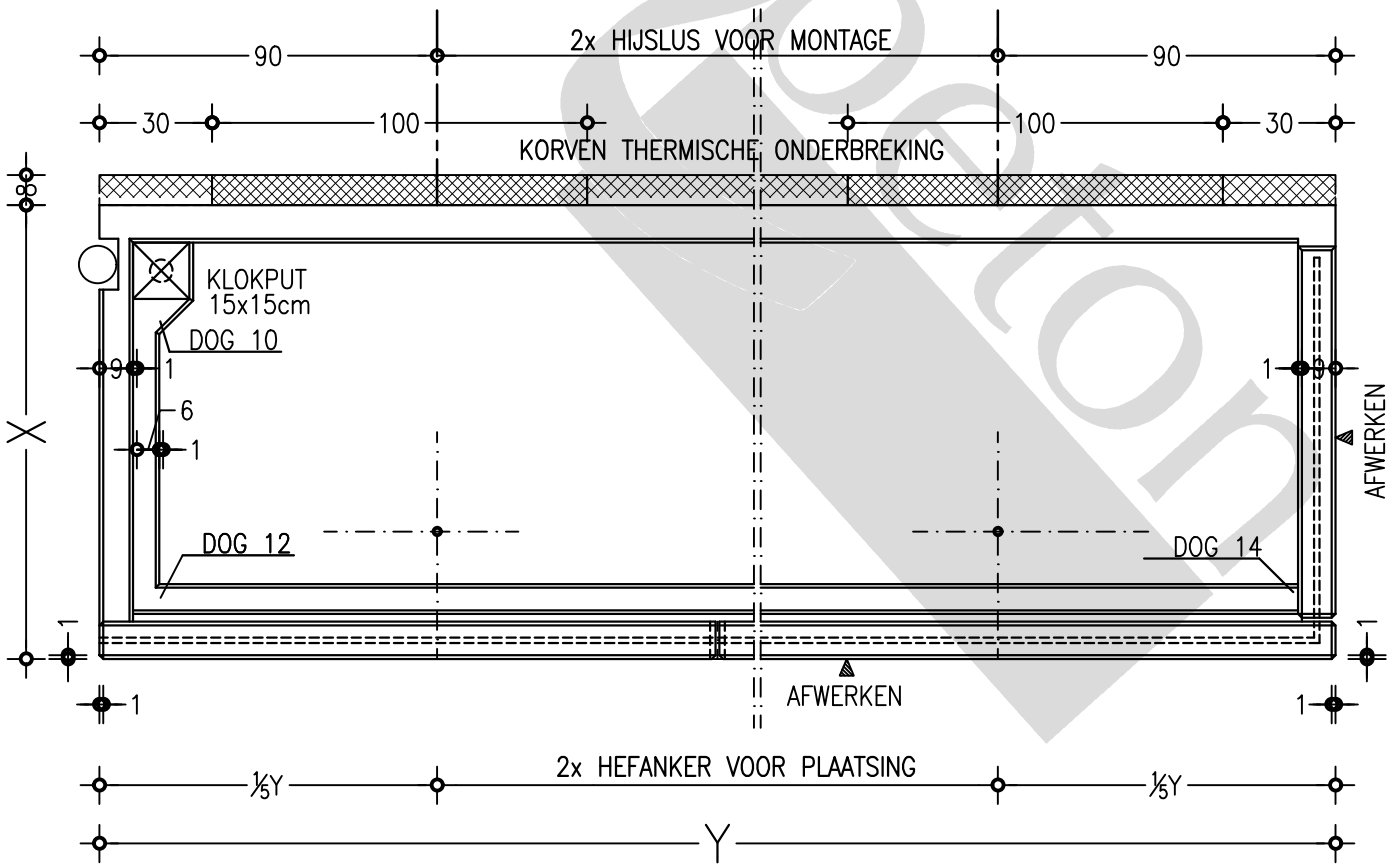 2x HIJSLUS VOOR MONTAGE
90
90
30
100
100
30
KORVEN THERMISCHE ONDERBREKING
8
KLOKPUT
15x15cm
DOG 10
9
1
1
9
X
6
1
AFWERKEN
DOG 12
DOG 14
1
1
AFWERKEN
1
1
2x HEFANKER VOOR PLAATSING
⅕Y
⅕Y
Y
beton